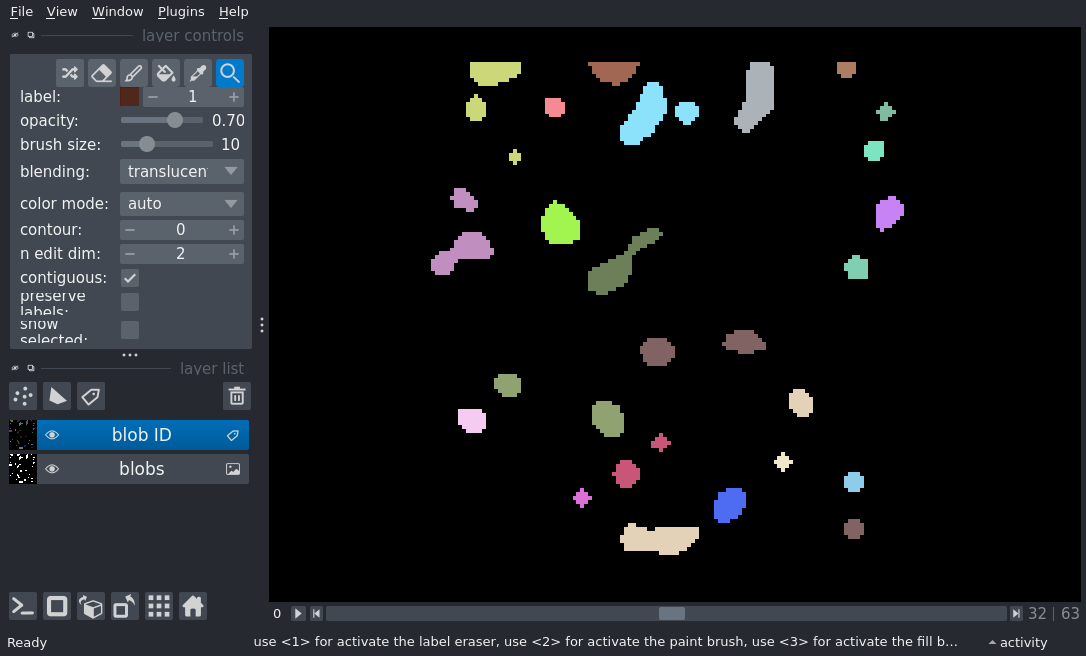 File View Window Plugins Help
layer controls
label: 1
opacity: 0.70
brush size: 10
blending: translucen
color mode: auto
contour: 0
n edit dim: 2
contiguous:
preserve
labels:
show
selected:
layer list
blob ID
blobs
0 32 63
Ready use <1> for activate the label eraser, use <2> for activate the paint brush, use <3> for activate the fill b... activity